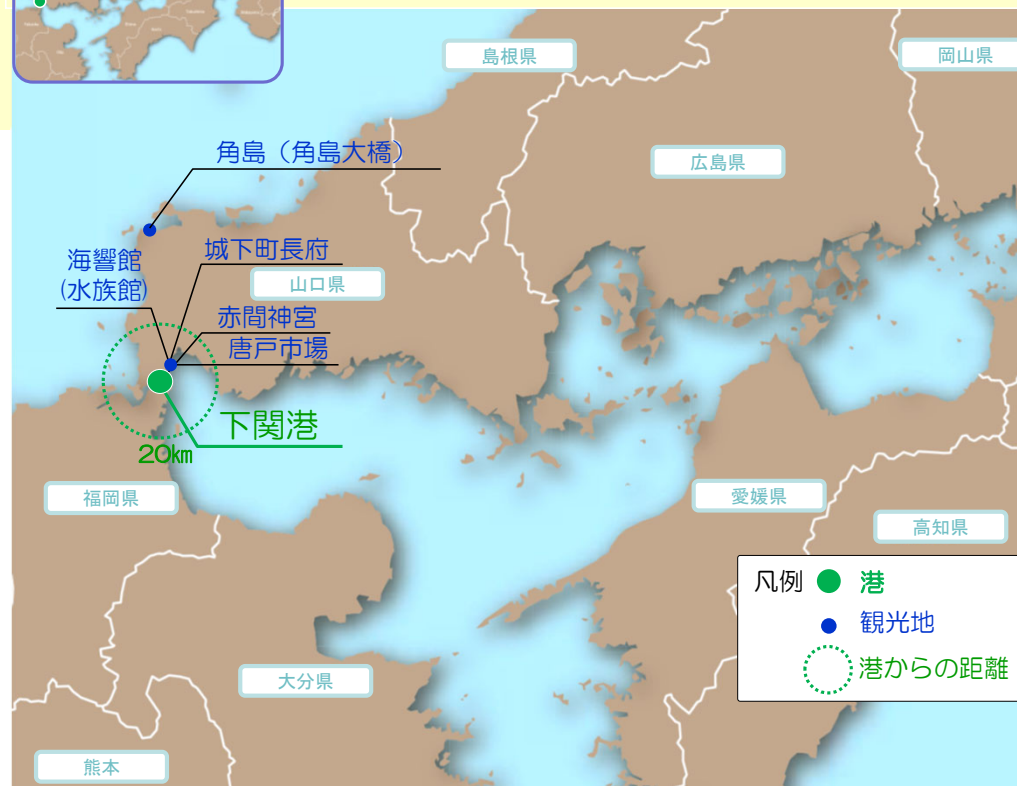 島根県
岡山県
角島（角島大橋）
広島県
海響館
(水族館)
城下町長府
山口県
赤間神宮
唐戸市場
下関港
20km
福岡県
愛媛県
高知県
凡例
港
観光地
港からの距離
大分県
熊本